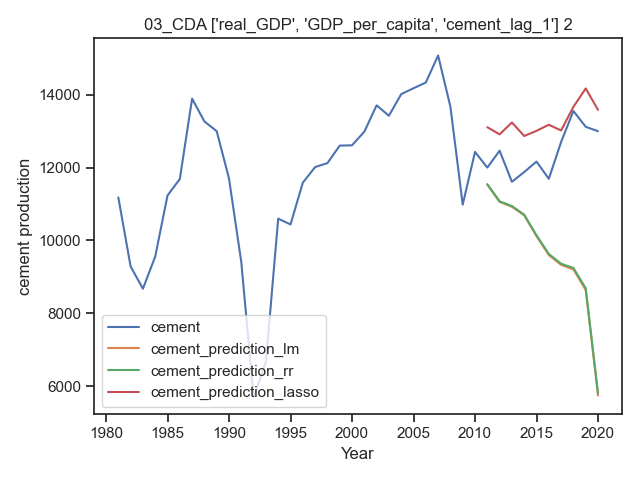 03_CDA ['real_GDP', 'GDP_per_capita', 'cement_lag_1'] 2
cement production
14000
12000
10000
8000
6000
cement
cement_prediction_lm
cement_prediction_rr
cement_prediction_lasso
1980 1985 1990 1995 2000 2005 2010 2015 2020
Year